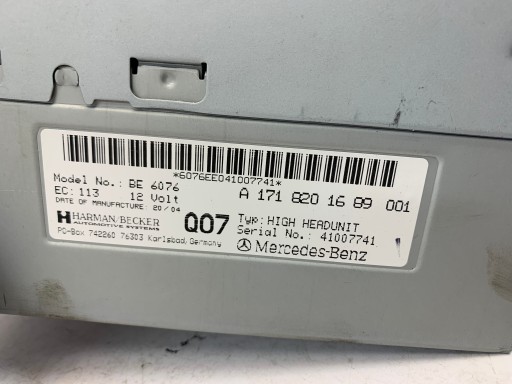 *6076EE041007741*
Model No.: BE 6076
A 171 820 16 89 001
EC: 113 12 Volt
DATE OF MANUFACTURE 20/04
HARMAN/BECKER
AUTOMOTIVE SYSTEMS
Q07
Typ: HIGH HEADUNIT
Serial No.: 41007741
PO-Box 742260 76303 Karlsbad, Germany
Mercedes-Benz